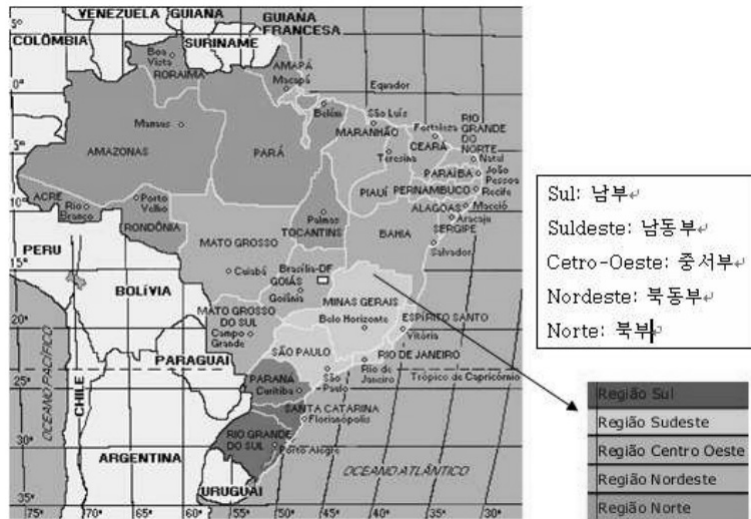 VENEZUELA
GUIANA
GUIANA
FRANCESA
COLÔMBIA
SURINAME
Boa
Vista
RORAIMA
AMAPÁ
Macapá
Equador
Belém
São Luís
Manaus
AMAZONAS
PARÁ
MARANHÃO
Fortaleza
CEARÁ
RIO
GRANDE
DO
NORTE
Natal
Teresina
PARAÍBA
João
Pessoa
PIAUÍ
PERNAMBUCO
Recife
ACRE
Rio
Branco
Porto
Velho
RONDÔNIA
Palmas
TOCANTINS
ALAGOAS
Maceió
Aracaju
SERGIPE
MATO GROSSO
BAHIA
Salvador
PERU
Cuiabá
Brasília-DF
GOIÁS
Goiânia
BOLÍVIA
MINAS GERAIS
Belo Horizonte
ESPÍRITO SANTO
Vitória
MATO GROSSO
DO SUL
Campo
Grande
SÃO PAULO
São
Paulo
RIO DE JANEIRO
Rio de
Janeiro
Trópico de Capricórnio
PARAGUAI
PARANÁ
Curitiba
SANTA CATARINA
Florianópolis
RIO GRANDE
DO SUL
Porto Alegre
CHILE
ARGENTINA
URUGUAI
OCEANO PACÍFICO
OCEANO ATLÂNTICO
5°
0°
5°
10°
15°
20°
25°
30°
35°
75°
70°
65°
60°
55°
50°
45°
40°
35°
30°
Sul: 남부
Suldeste: 남동부
Cetro-Oeste: 중서부
Nordeste: 북동부
Norte: 북부
Região Sul
Região Sudeste
Região Centro Oeste
Região Nordeste
Região Norte